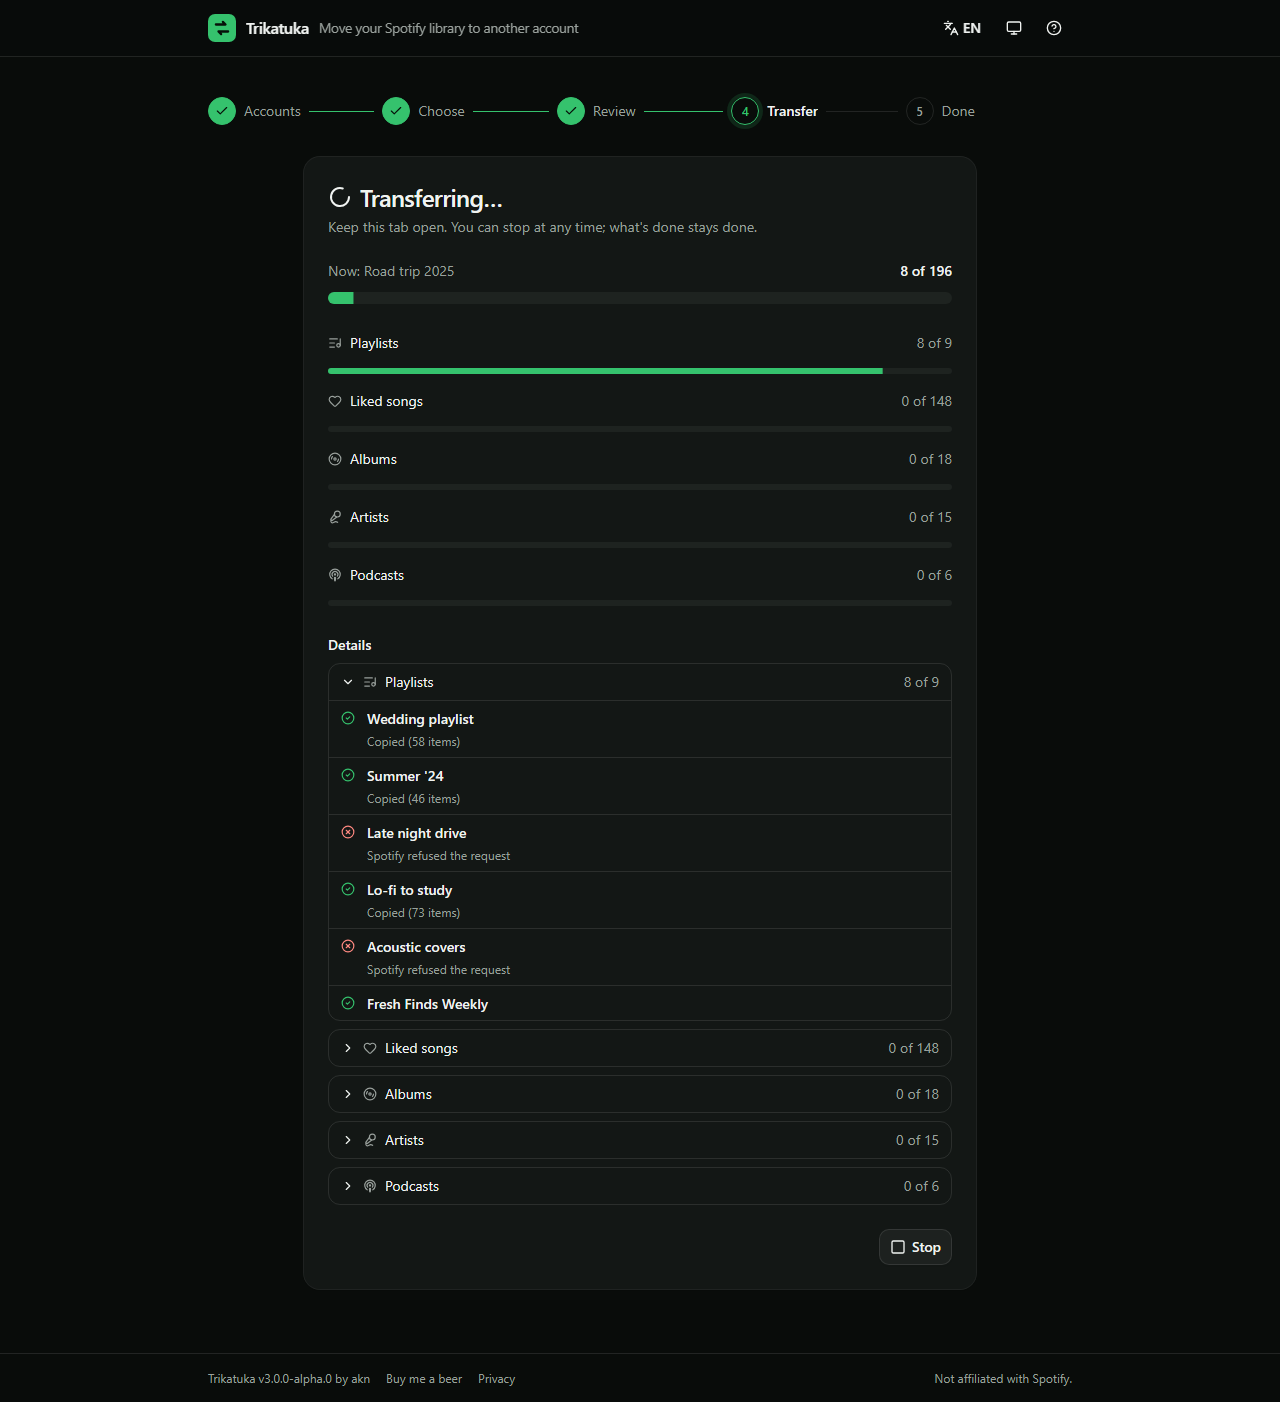 Trikatuka Move your Spotify library to another account EN
Accounts Choose Review 4 Transfer 5 Done
Transferring...
Keep this tab open. You can stop at any time; what's done stays done.
Now: Road trip 2025 8 of 196
Playlists 8 of 9
Liked songs 0 of 148
Albums 0 of 18
Artists 0 of 15
Podcasts 0 of 6
Details
Playlists 8 of 9
Wedding playlist
Copied (58 items)
Summer '24
Copied (46 items)
Late night drive
Spotify refused the request
Lo-fi to study
Copied (73 items)
Acoustic covers
Spotify refused the request
Fresh Finds Weekly
Liked songs 0 of 148
Albums 0 of 18
Artists 0 of 15
Podcasts 0 of 6
Stop
Trikatuka v3.0.0-alpha.0 by akn Buy me a beer Privacy Not affiliated with Spotify.